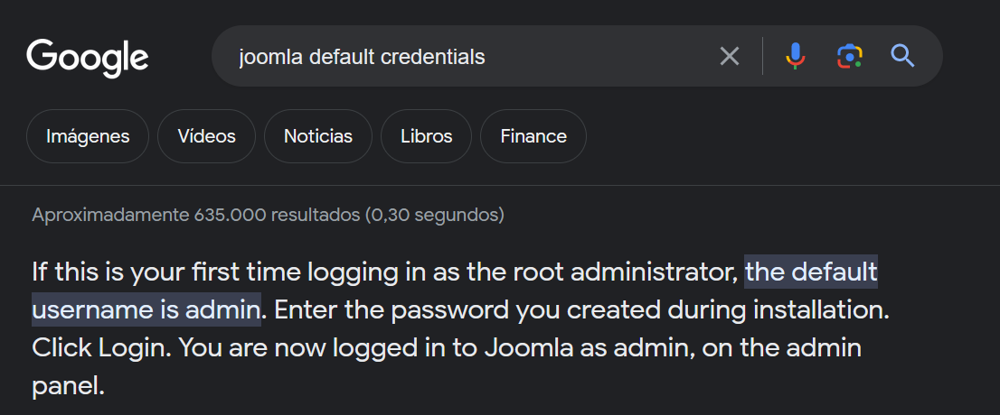 Google
joomla default credentials
Imágenes
Vídeos
Noticias
Libros
Finance
Aproximadamente 635.000 resultados (0,30 segundos)
If this is your first time logging in as the root administrator, the default
username is admin. Enter the password you created during installation.
Click Login. You are now logged in to Joomla as admin, on the admin
panel.